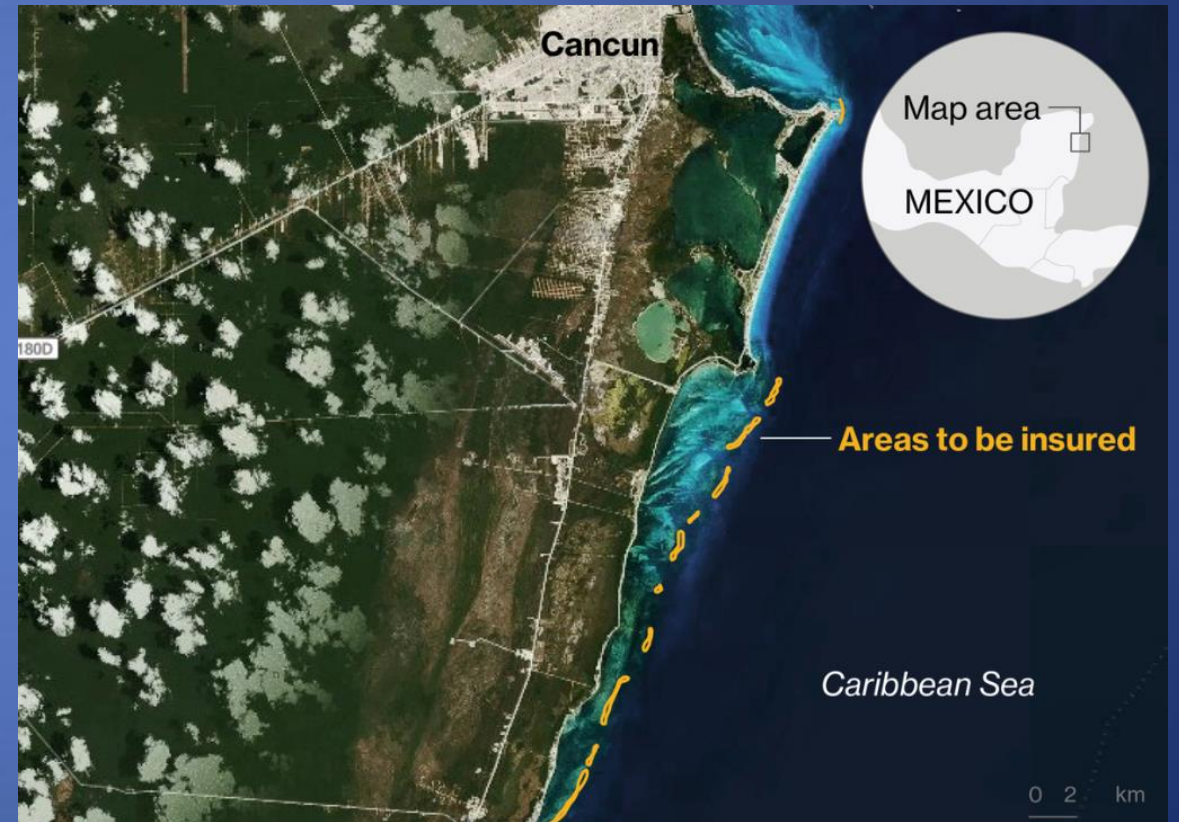 Cancun
Map area
MEXICO
180D
Areas to be insured
Caribbean Sea
0 2 km